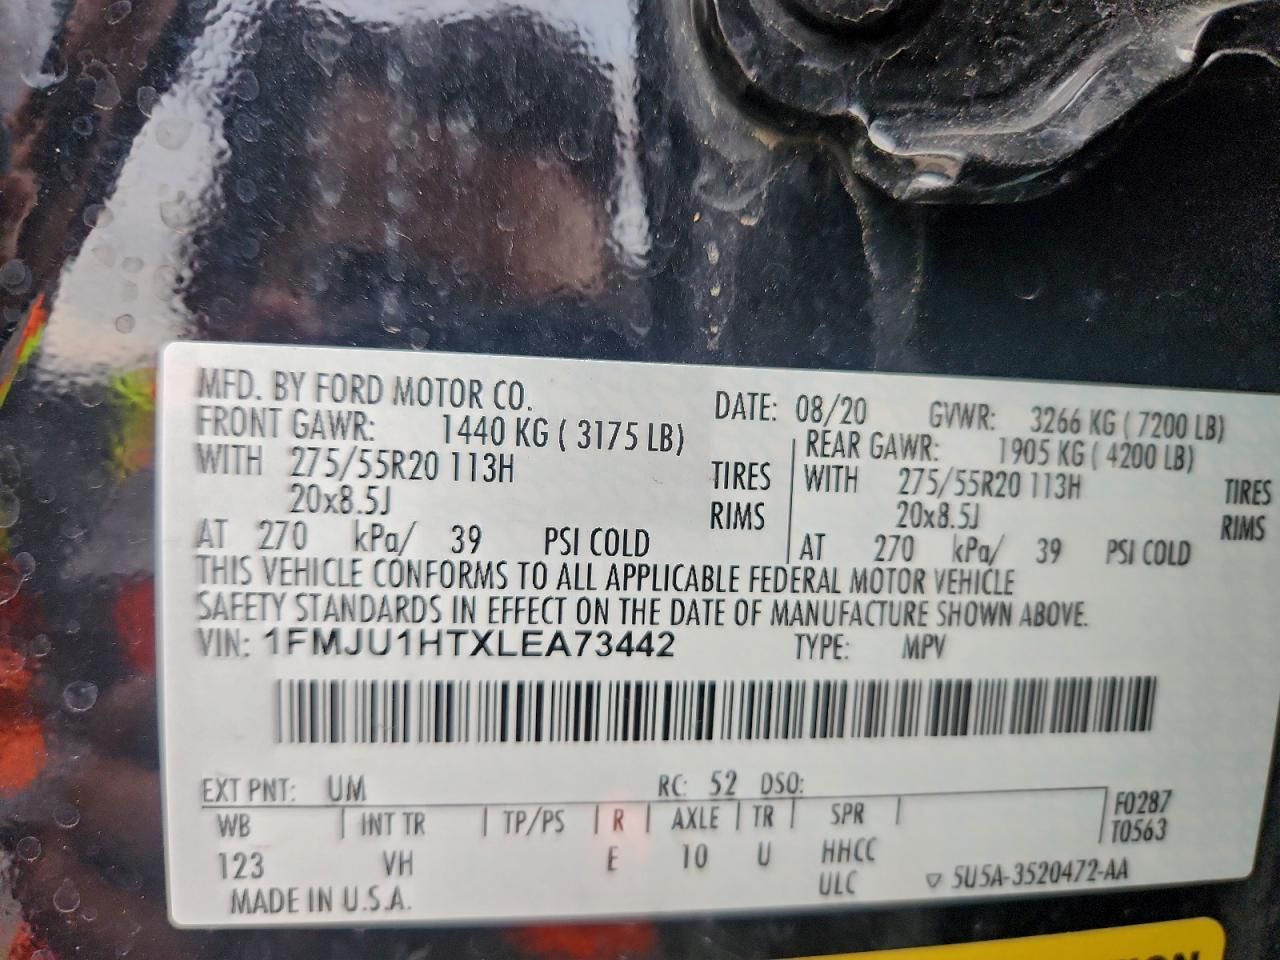 MFD. BY FORD MOTOR CO. DATE: 08/20 GVWR: 3266 KG ( 7200 LB)
FRONT GAWR: 1440 KG ( 3175 LB) REAR GAWR: 1905 KG ( 4200 LB)
WITH 275/55R20 113H TIRES WITH 275/55R20 113H TIRES
20x8.5J RIMS 20x8.5J RIMS
AT 270 kPa/ 39 PSI COLD AT 270 kPa/ 39 PSI COLD
THIS VEHICLE CONFORMS TO ALL APPLICABLE FEDERAL MOTOR VEHICLE
SAFETY STANDARDS IN EFFECT ON THE DATE OF MANUFACTURE SHOWN ABOVE.
VIN: 1FMJU1HTXLEA73442 TYPE: MPV
EXT PNT: UM RC: 52 DSO:
WB | INT TR | TP/PS | R | AXLE | TR | SPR | F0287
T0563
123 VH E 10 U HHCC
ULC ▽ 5U5A-3520472-AA
MADE IN U.S.A.